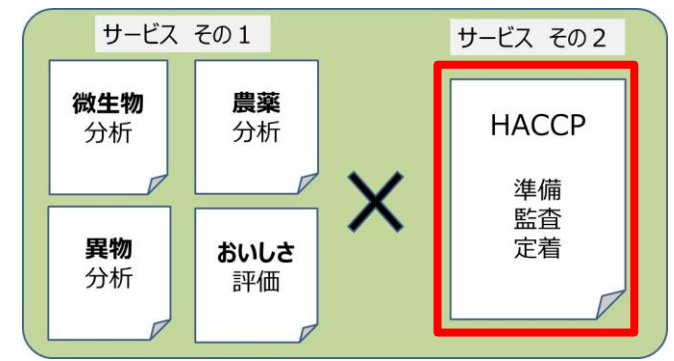 サービス その１
サービス その２
微生物
分析
農薬
分析
異物
分析
おいしさ
評価
HACCP
準備
監査
定着